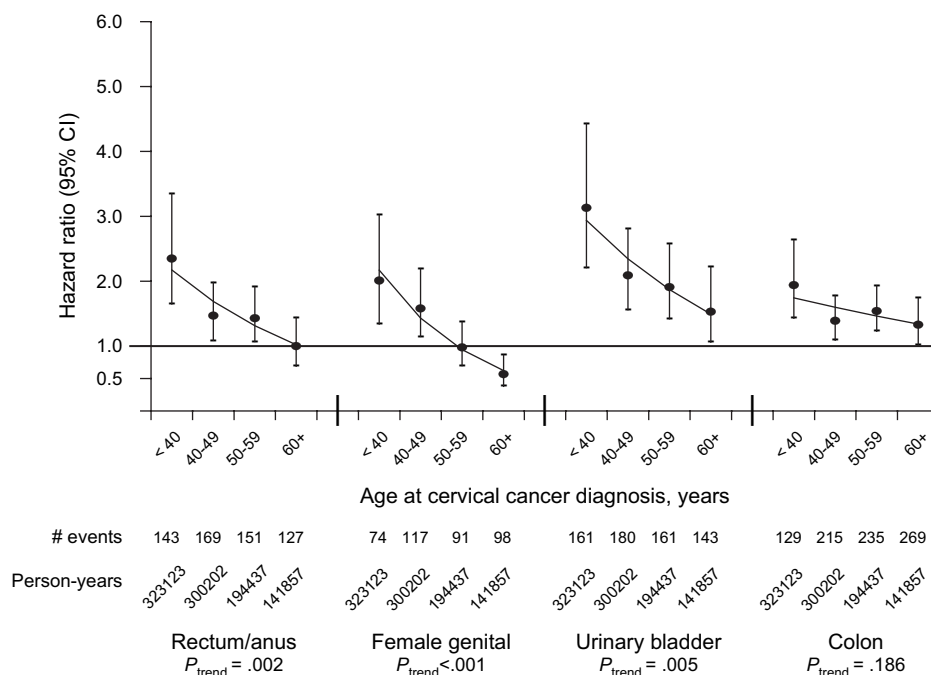 6.0
5.0
4.0
3.0
2.0
1.0
0.5
Hazard ratio (95% CI)
< 40 40-49 50-59 60+ < 40 40-49 50-59 60+ < 40 40-49 50-59 60+ < 40 40-49 50-59 60+
Age at cervical cancer diagnosis, years
# events 143 169 151 127 74 117 91 98 161 180 161 143 129 215 235 269
Person-years 323123 300202 194437 141857 323123 300202 194437 141857 323123 300202 194437 141857 323123 300202 194437 141857
Rectum/anus Female genital Urinary bladder Colon
Ptrend = .002 Ptrend<.001 Ptrend = .005 Ptrend = .186